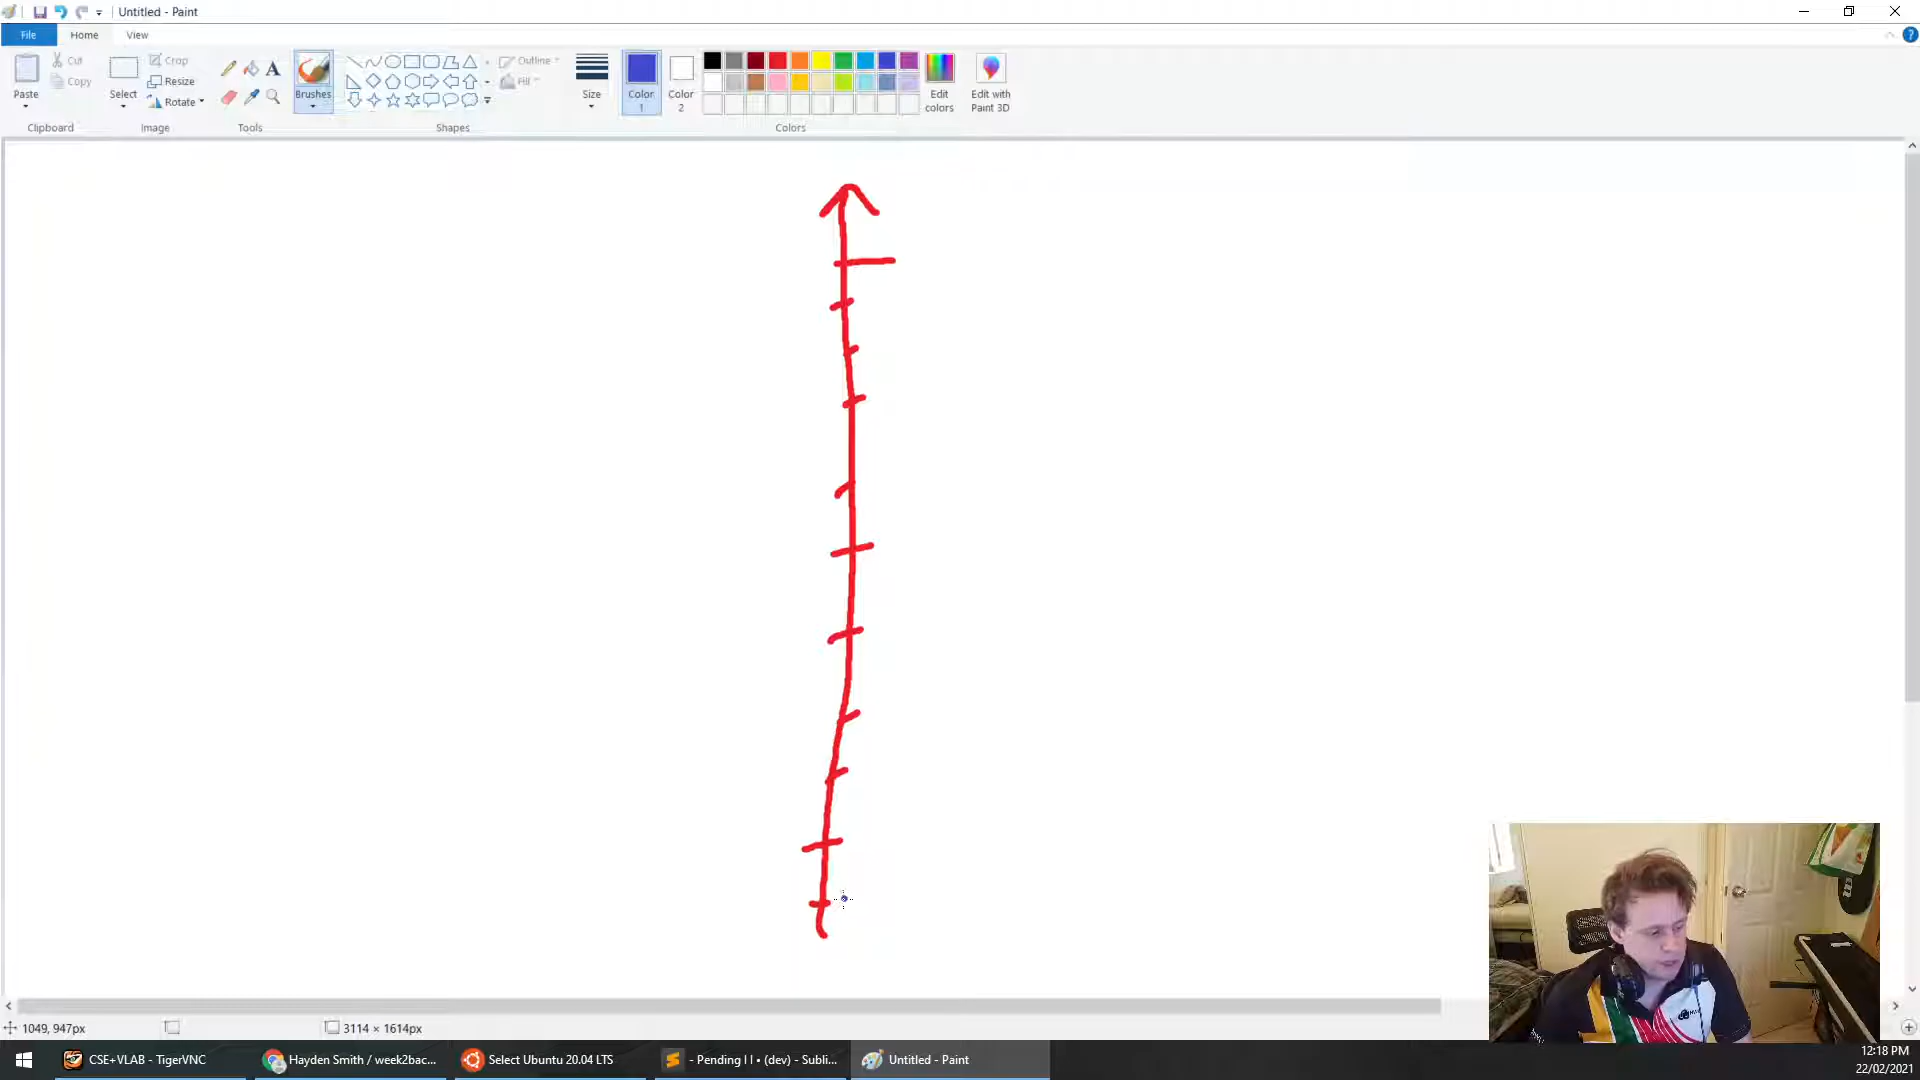 Untitled - Paint
File Home View
Paste
Cut
Copy
Clipboard
Select
Crop
Resize
Rotate
Image
A
Tools
Brushes
Outline
Fill
Shapes
Size
Color 1
Color 2
Colors
Edit colors
Edit with Paint 3D
1049, 947px
3114 × 1614px
CSE+VLAB - TigerVNC
Hayden Smith / week2bac...
Select Ubuntu 20.04 LTS
- Pending I I • (dev) - Subli...
Untitled - Paint
12:18 PM
22/02/2021